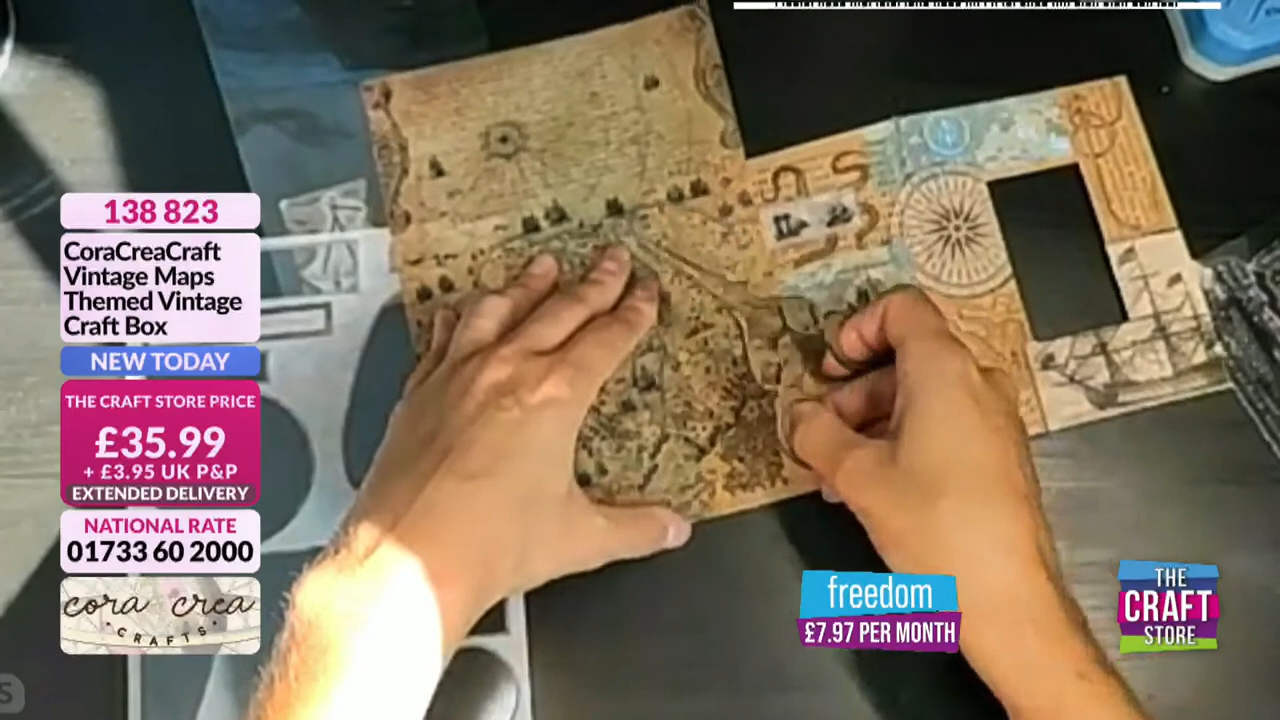 138 823
CoraCreaCraft
Vintage Maps
Themed Vintage
Craft Box
NEW TODAY
THE CRAFT STORE PRICE
£35.99
+ £3.95 UK P&P
EXTENDED DELIVERY
NATIONAL RATE
01733 60 2000
cora crea
CRAFTS
freedom
£7.97 PER MONTH
THE
CRAFT
STORE
S